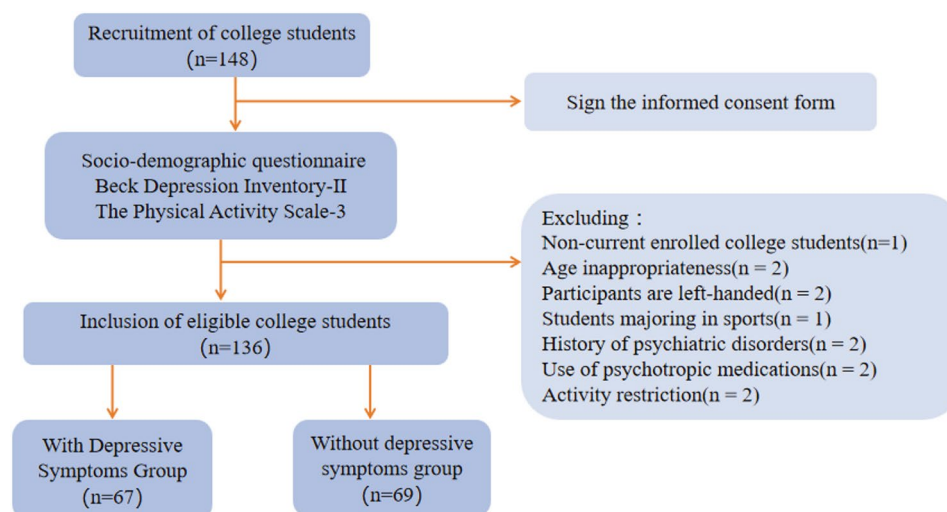 Recruitment of college students
(n=148)
Sign the informed consent form
Socio-demographic questionnaire
Beck Depression Inventory-II
The Physical Activity Scale-3
Excluding：
Non-current enrolled college students(n=1)
Age inappropriateness(n = 2)
Participants are left-handed(n = 2)
Students majoring in sports(n = 1)
History of psychiatric disorders(n = 2)
Use of psychotropic medications(n = 2)
Activity restriction(n = 2)
Inclusion of eligible college students
(n=136)
With Depressive
Symptoms Group
(n=67)
Without depressive
symptoms group
(n=69)